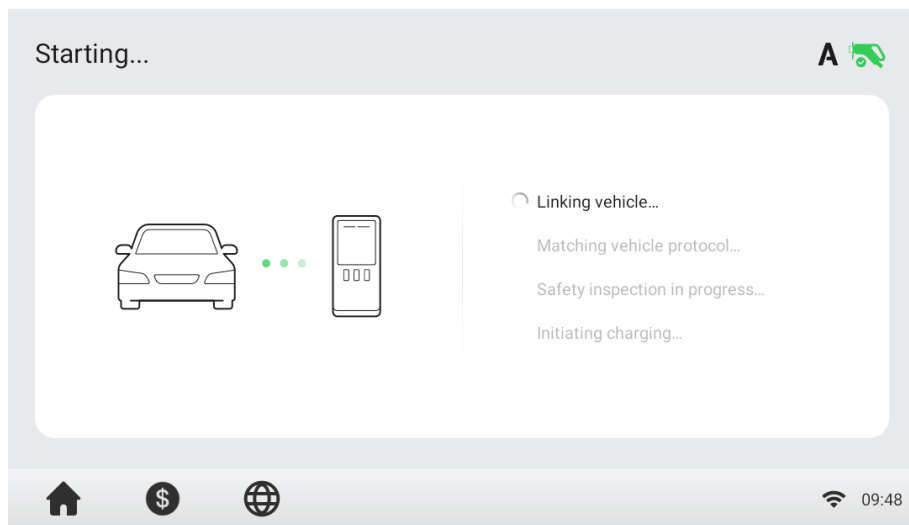 Starting...
A
Linking vehicle...
Matching vehicle protocol...
Safety inspection in progress...
Initiating charging...
$
09:48